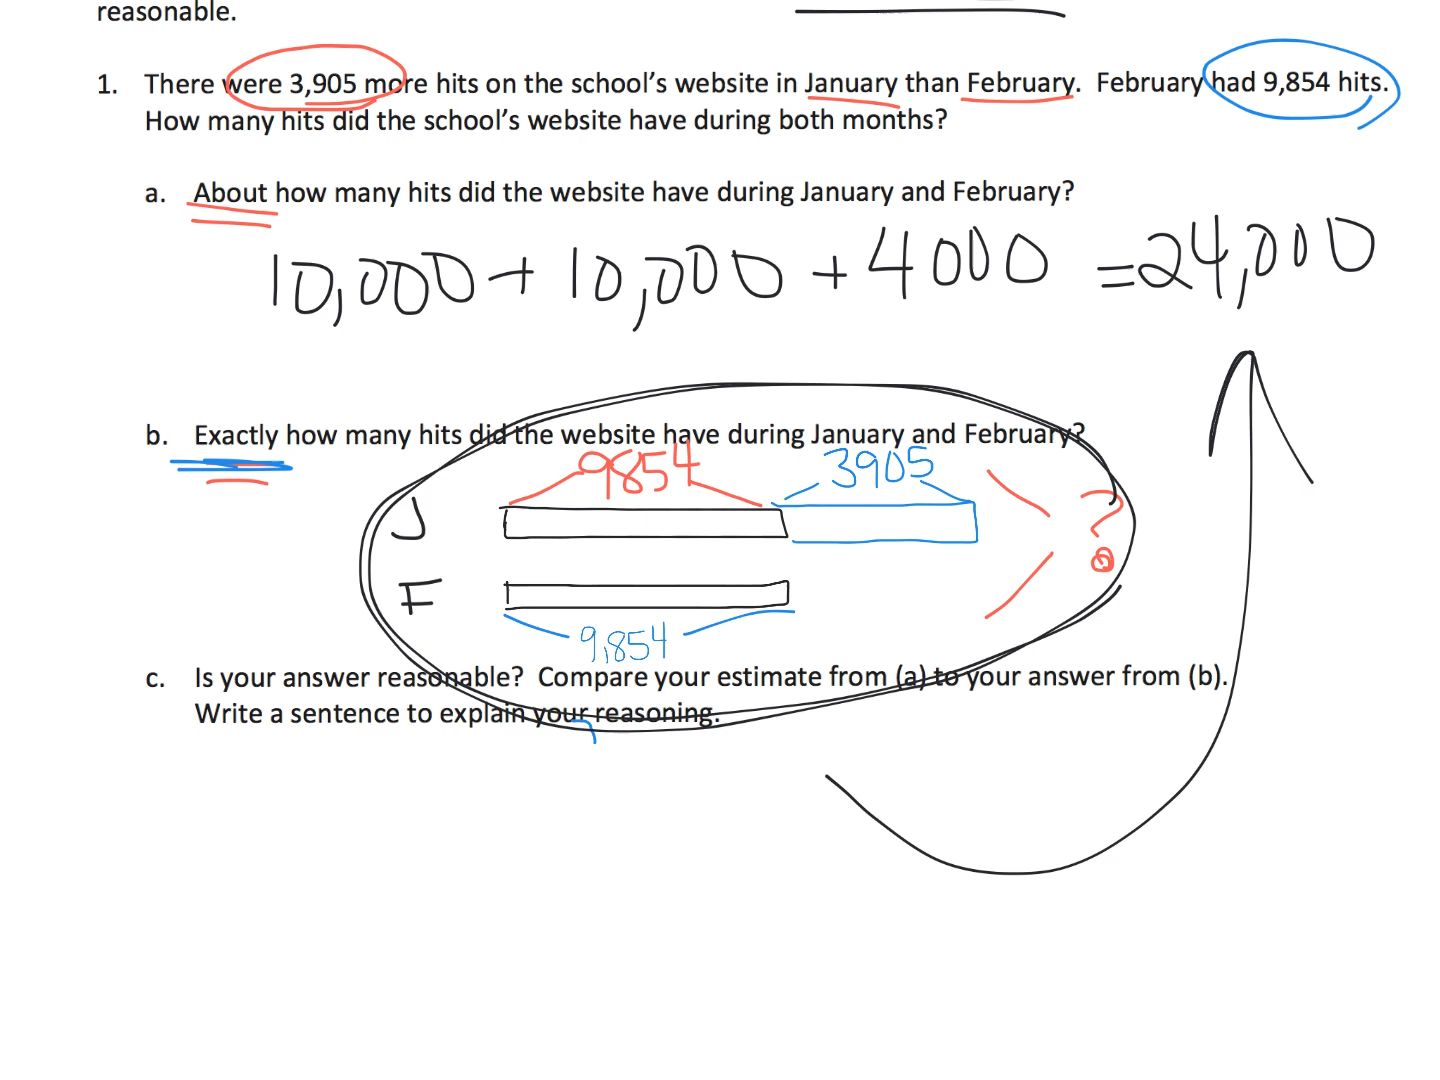 reasonable.
1. There were 3,905 more hits on the school's website in January than February. February had 9,854 hits.
How many hits did the school's website have during both months?
a. About how many hits did the website have during January and February?
10,000 + 10,000 + 4000 = 24,000
b. Exactly how many hits did the website have during January and February?
9854 3905
J ?
F
9,854
c. Is your answer reasonable? Compare your estimate from (a) to your answer from (b).
Write a sentence to explain your reasoning.